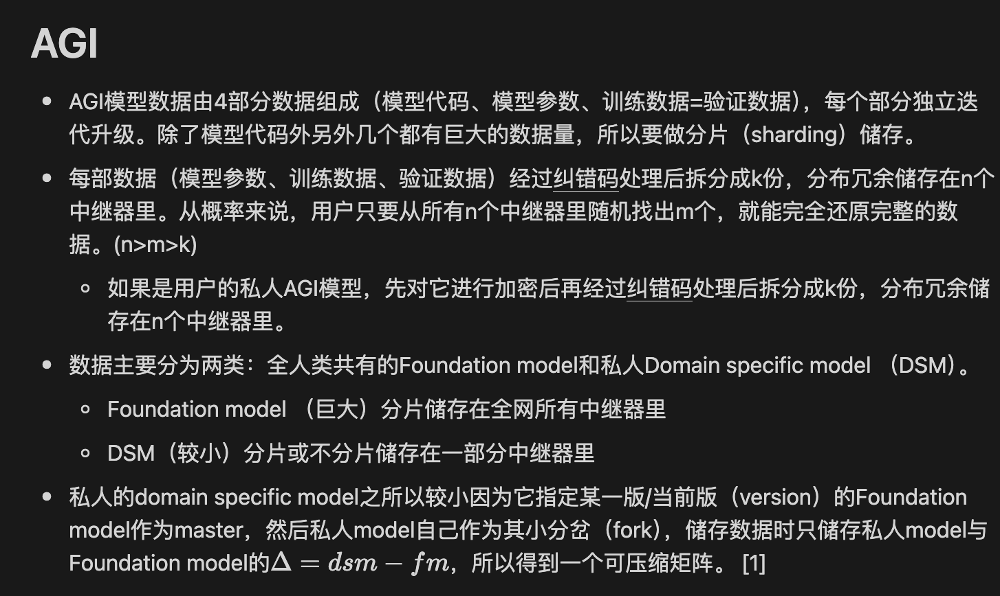 AGI
AGI模型数据由4部分数据组成（模型代码、模型参数、训练数据=验证数据），每个部分独立迭
代升级。除了模型代码外另外几个都有巨大的数据量，所以要做分片（sharding）储存。
每部数据（模型参数、训练数据、验证数据）经过纠错码处理后拆分成k份，分布冗余储存在n个
中继器里。从概率来说，用户只要从所有n个中继器里随机找出m个，就能完全还原完整的数
据。(n>m>k)
如果是用户的私人AGI模型，先对它进行加密后再经过纠错码处理后拆分成k份，分布冗余储
存在n个中继器里。
数据主要分为两类：全人类共有的Foundation model和私人Domain specific model （DSM）。
Foundation model （巨大）分片储存在全网所有中继器里
DSM（较小）分片或不分片储存在一部分中继器里
私人的domain specific model之所以较小因为它指定某一版/当前版（version）的Foundation
model作为master，然后私人model自己作为其小分岔（fork），储存数据时只储存私人model与
Foundation model的Δ = dsm − fm，所以得到一个可压缩矩阵。 [1]